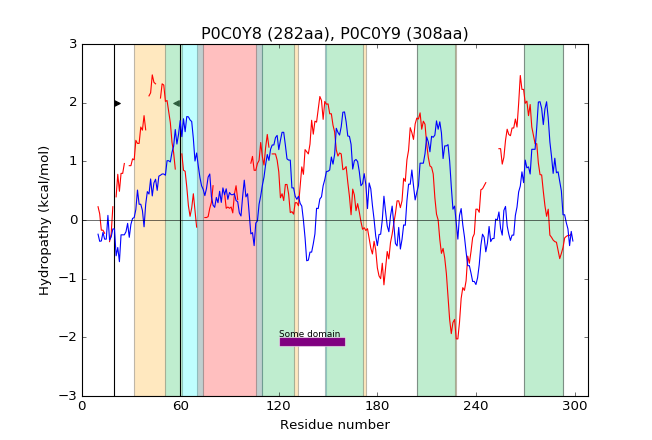 P0C0Y8 (282aa), P0C0Y9 (308aa)
Hydropathy (kcal/mol)
3
2
1
0
−1
−2
−3
Some domain
0 60 120 180 240 300
Residue number